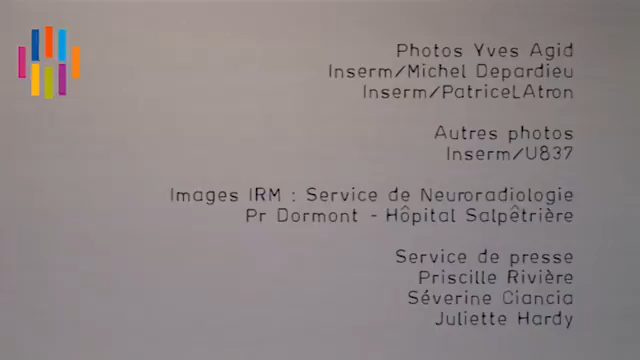 Photos Yves Agid
Inserm/Michel Depardieu
Inserm/PatriceLAtron
Autres photos
Inserm/U837
Images IRM : Service de Neuroradiologie
Pr Dormont - Hôpital Salpêtrière
Service de presse
Priscille Rivière
Séverine Ciancia
Juliette Hardy